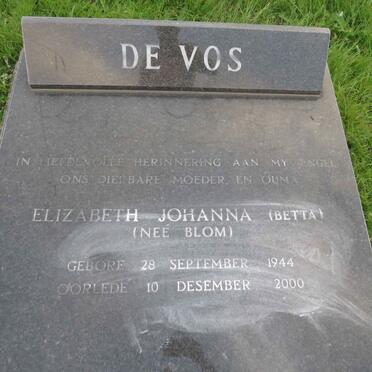 DE VOS
IN LIEFDEVOLLE HERINNERING AAN MY ENGEL
ONS DIERBARE MOEDER EN OUMA
ELIZABETH JOHANNA (BETTA)
(NEÉ BLOM)
GEBORE 28 SEPTEMBER 1944
OORLEDE 10 DESEMBER 2000